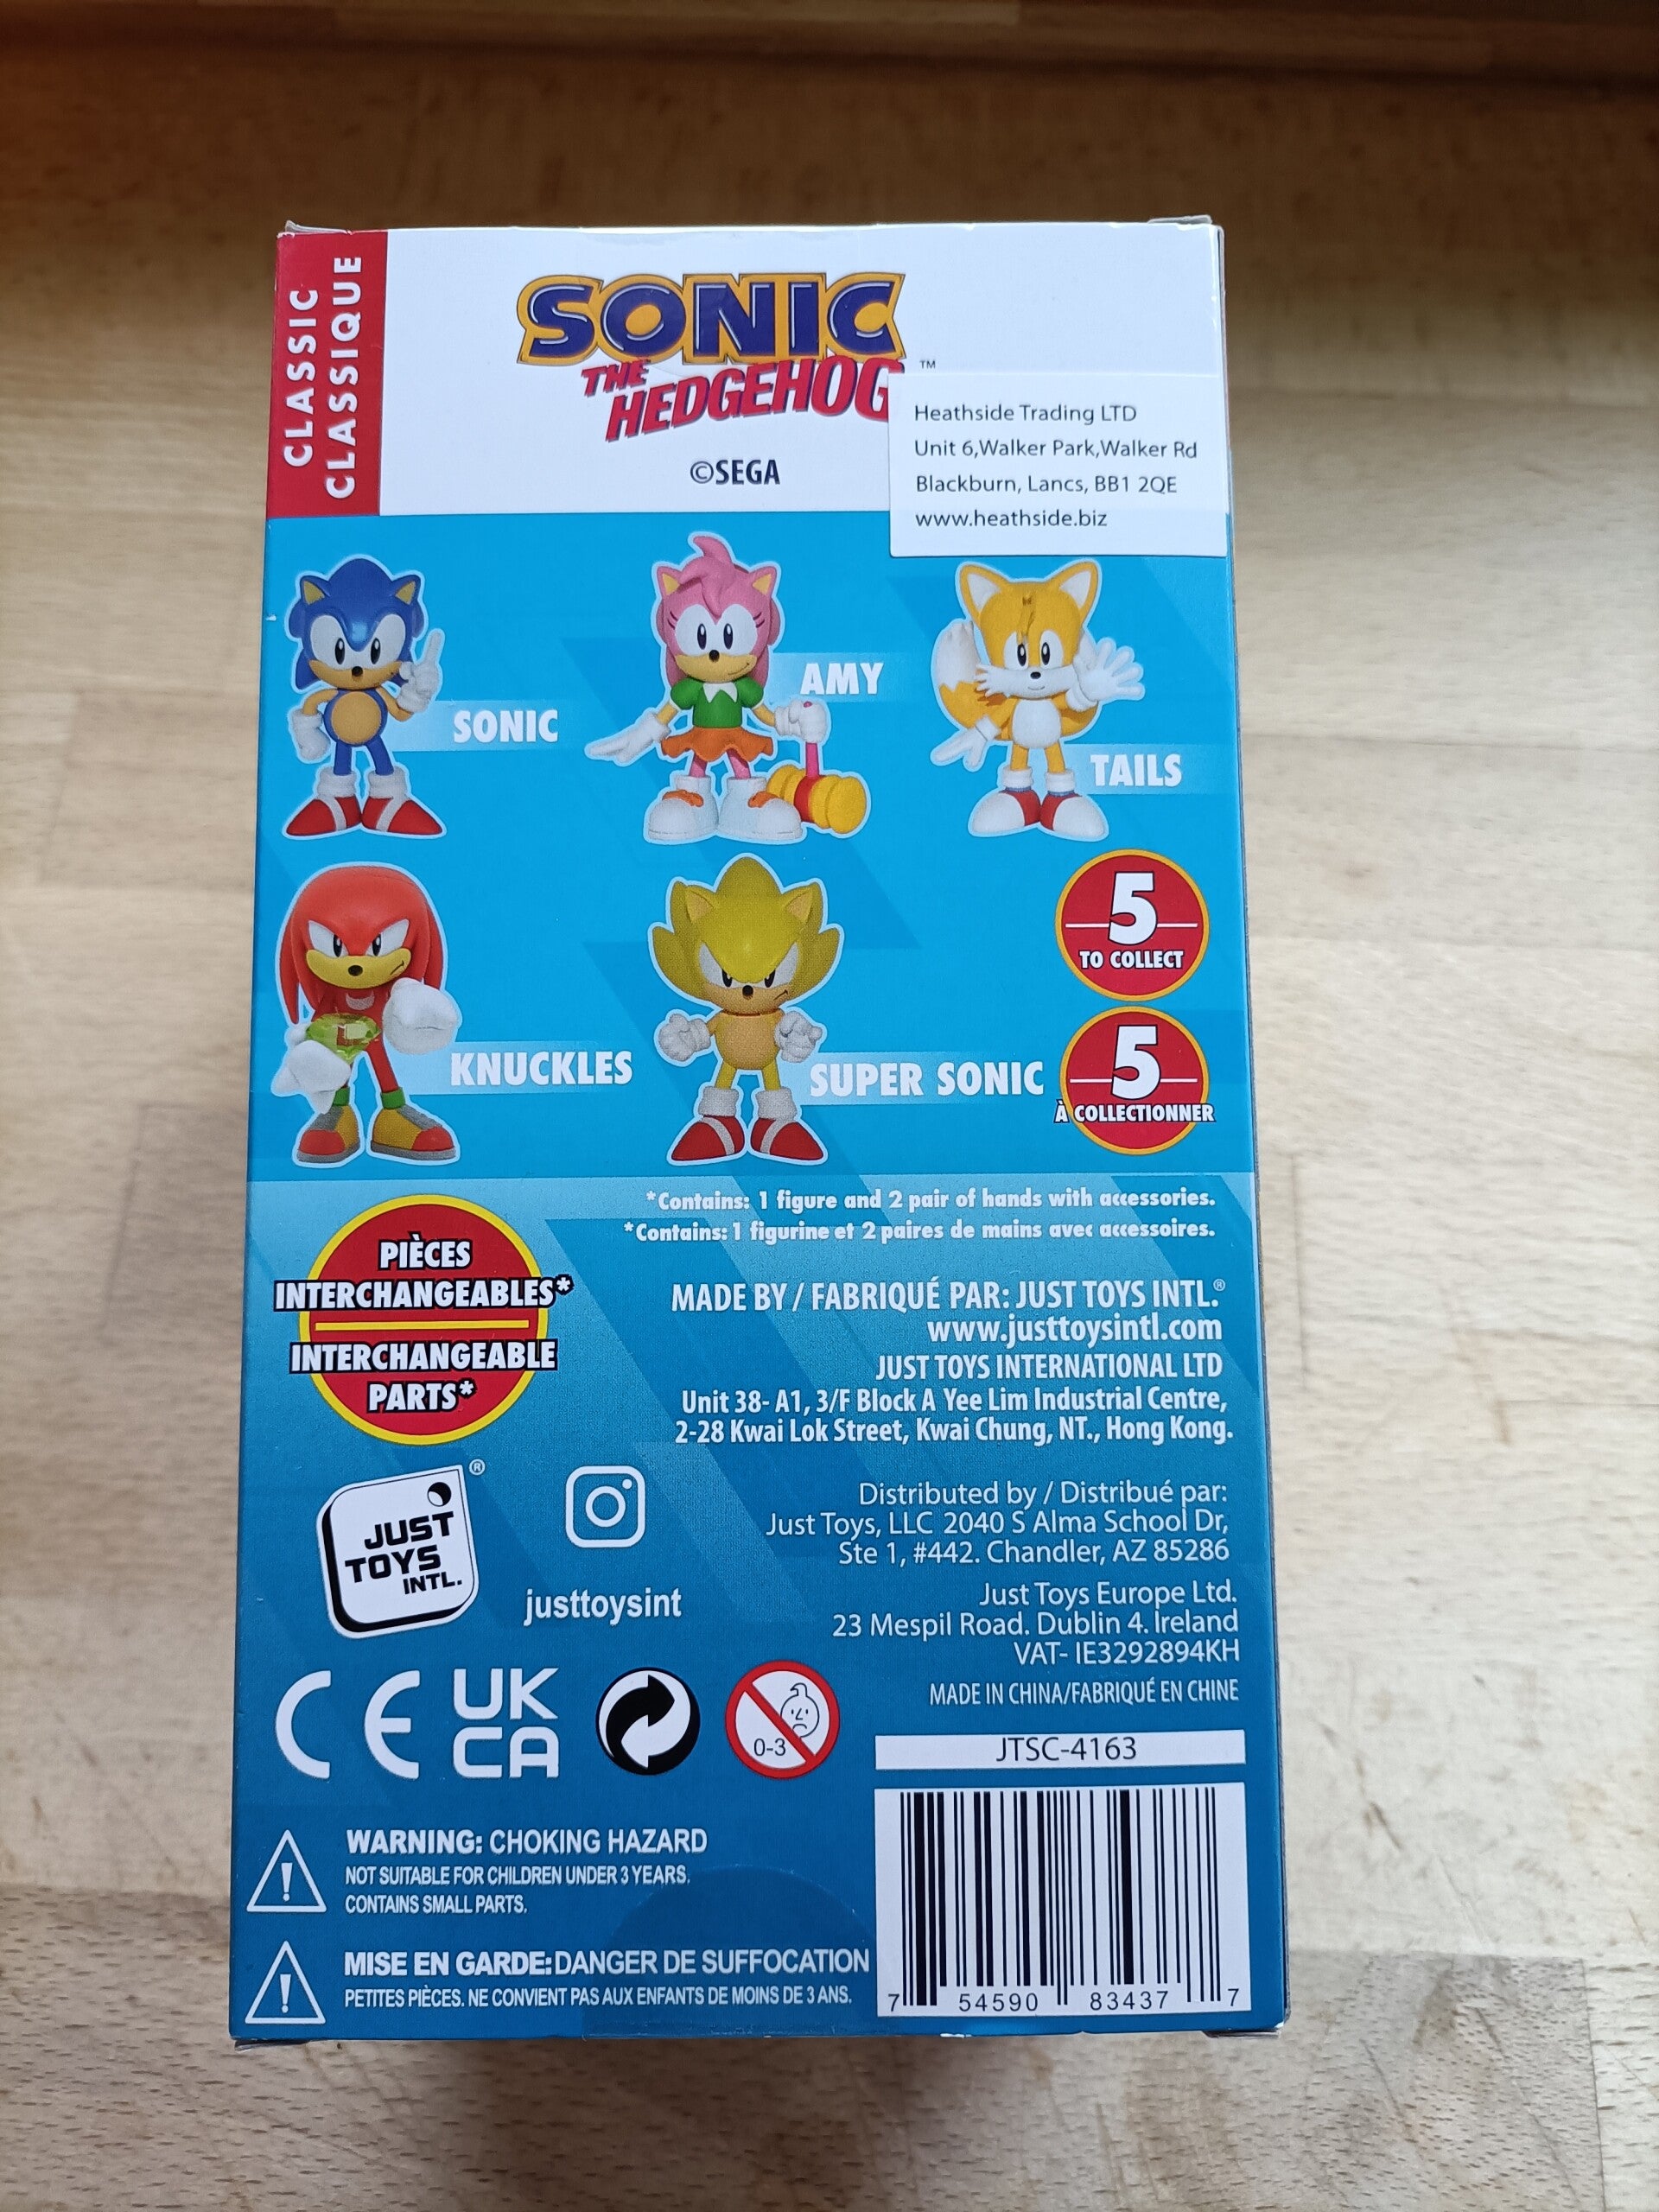 CLASSIC
CLASSIQUE
SONIC
THE
HEDGEHOG
™
©SEGA
Heathside Trading LTD
Unit 6,Walker Park,Walker Rd
Blackburn, Lancs, BB1 2QE
www.heathside.biz
SONIC
AMY
TAILS
KNUCKLES
SUPER SONIC
5
TO COLLECT
5
À COLLECTIONNER
*Contains: 1 figure and 2 pair of hands with accessories.
*Contains: 1 figurine et 2 paires de mains avec accessoires.
PIÈCES
INTERCHANGEABLES*
INTERCHANGEABLE
PARTS*
MADE BY / FABRIQUÉ PAR: JUST TOYS INTL.®
www.justtoysintl.com
JUST TOYS INTERNATIONAL LTD
Unit 38- A1, 3/F Block A Yee Lim Industrial Centre,
2-28 Kwai Lok Street, Kwai Chung, NT., Hong Kong.
JUST
TOYS
INTL.
®
justtoysint
Distributed by / Distribué par:
Just Toys, LLC 2040 S Alma School Dr,
Ste 1, #442. Chandler, AZ 85286
Just Toys Europe Ltd.
23 Mespil Road. Dublin 4. Ireland
VAT- IE3292894KH
MADE IN CHINA/FABRIQUÉ EN CHINE
CE
UK
CA
0-3
JTSC-4163
WARNING: CHOKING HAZARD
NOT SUITABLE FOR CHILDREN UNDER 3 YEARS.
CONTAINS SMALL PARTS.
MISE EN GARDE: DANGER DE SUFFOCATION
PETITES PIÈCES. NE CONVIENT PAS AUX ENFANTS DE MOINS DE 3 ANS.
7 54590 83437 7